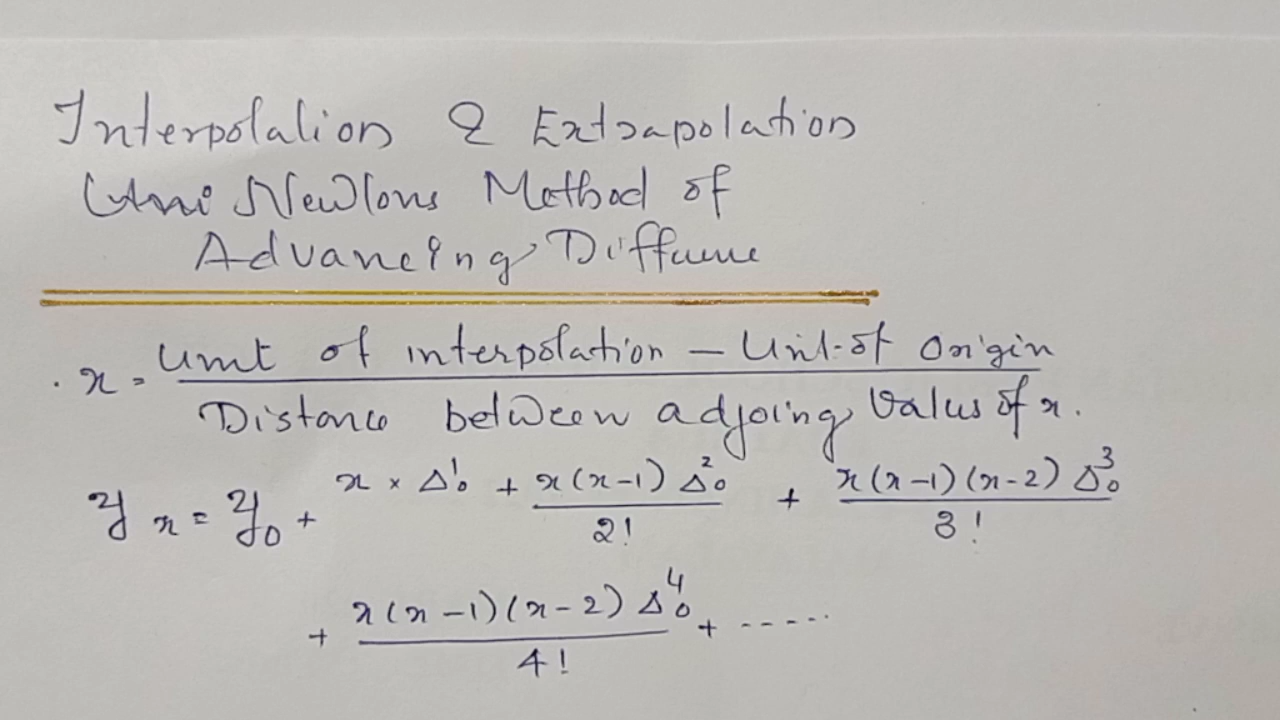 Interpolation & Extrapolation
Using Newtons Method of
Advancing Difference
x = Unit of interpolation - Unit of Origin / Distance between adjoing Values of x.
y x = y₀ + x × Δ¹₀ + x(x-1) Δ²₀ / 2! + x(x-1)(x-2) Δ³₀ / 3!
+ x(x-1)(x-2) Δ⁴₀ / 4! + .....